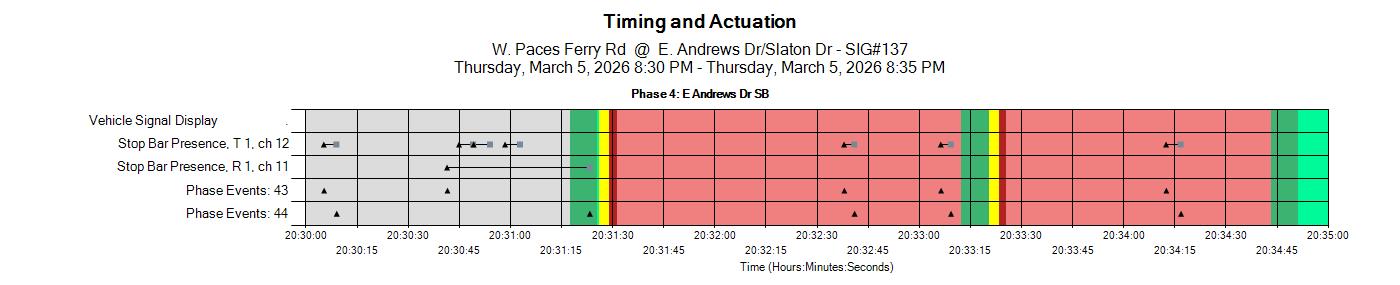 Timing and Actuation
W. Paces Ferry Rd @ E. Andrews Dr/Slaton Dr - SIG#137
Thursday, March 5, 2026 8:30 PM - Thursday, March 5, 2026 8:35 PM
Phase 4: E Andrews Dr SB
Vehicle Signal Display .
Stop Bar Presence, T 1, ch 12
Stop Bar Presence, R 1, ch 11
Phase Events: 43
Phase Events: 44
20:30:00 20:30:30 20:31:00 20:31:30 20:32:00 20:32:30 20:33:00 20:33:30 20:34:00 20:34:30 20:35:00
20:30:15 20:30:45 20:31:15 20:31:45 20:32:15 20:32:45 20:33:15 20:33:45 20:34:15 20:34:45
Time (Hours:Minutes:Seconds)